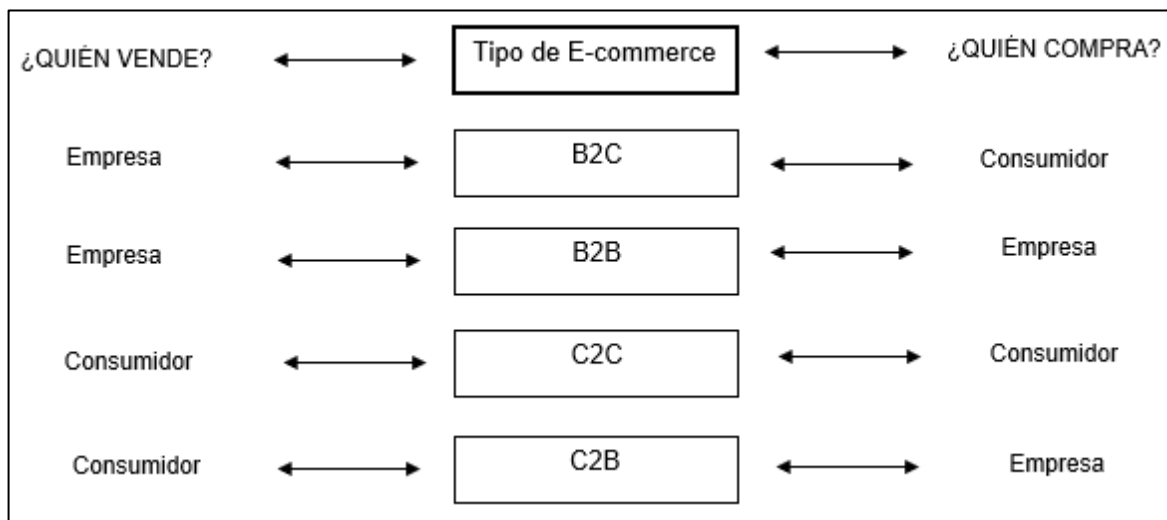 ¿QUIÉN VENDE? Tipo de E-commerce ¿QUIÉN COMPRA?
Empresa B2C Consumidor
Empresa B2B Empresa
Consumidor C2C Consumidor
Consumidor C2B Empresa